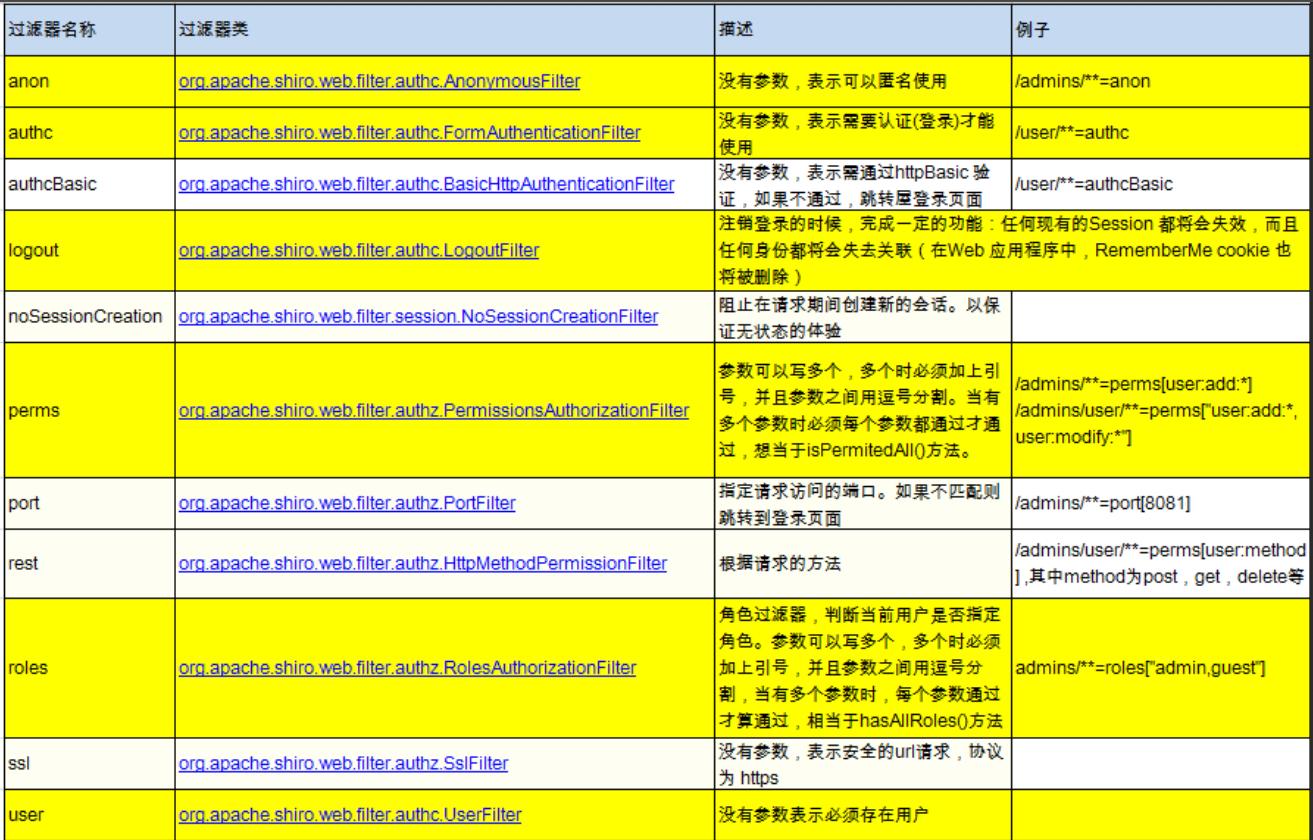 过滤器名称 过滤器类 描述 例子
anon org.apache.shiro.web.filter.authc.AnonymousFilter 没有参数，表示可以匿名使用 /admins/**=anon
authc org.apache.shiro.web.filter.authc.FormAuthenticationFilter 没有参数，表示需要认证(登录)才能
使用 /user/**=authc
authcBasic org.apache.shiro.web.filter.authc.BasicHttpAuthenticationFilter 没有参数，表示需通过httpBasic 验
证，如果不通过，跳转屋登录页面 /user/**=authcBasic
logout org.apache.shiro.web.filter.authc.LogoutFilter 注销登录的时候，完成一定的功能：任何现有的Session 都将会失效，而且
任何身份都将会失去关联（在Web 应用程序中，RememberMe cookie 也
将被删除）
noSessionCreation org.apache.shiro.web.filter.session.NoSessionCreationFilter 阻止在请求期间创建新的会话。以保
证无状态的体验
perms org.apache.shiro.web.filter.authz.PermissionsAuthorizationFilter 参数可以写多个，多个时必须加上引
号，并且参数之间用逗号分割。当有
多个参数时必须每个参数都通过才通
过，想当于isPermitedAll()方法。
/admins/**=perms[user:add:*]
/admins/user/**=perms["user:add:*,
user:modify:*"]
port org.apache.shiro.web.filter.authz.PortFilter 指定请求访问的端口。如果不匹配则
跳转到登录页面 /admins/**=port[8081]
rest org.apache.shiro.web.filter.authz.HttpMethodPermissionFilter 根据请求的方法 /admins/user/**=perms[user:method
] ,其中method为post，get，delete等
roles org.apache.shiro.web.filter.authz.RolesAuthorizationFilter 角色过滤器，判断当前用户是否指定
角色。参数可以写多个，多个时必须
加上引号，并且参数之间用逗号分
割，当有多个参数时，每个参数通过
才算通过，相当于hasAllRoles()方法
admins/**=roles["admin,guest"]
ssl org.apache.shiro.web.filter.authz.SslFilter 没有参数，表示安全的url请求，协议
为 https
user org.apache.shiro.web.filter.authc.UserFilter 没有参数表示必须存在用户